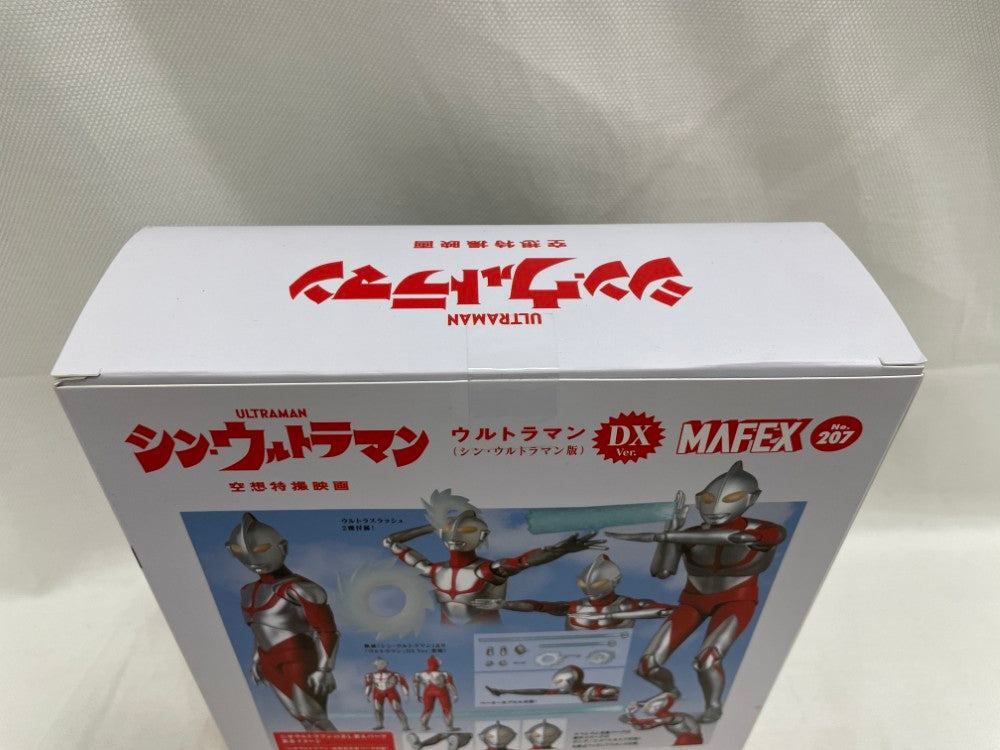 空想特撮映画
シン・ウルトラマン
ULTRAMAN
ULTRAMAN
シン・ウルトラマン
空想特撮映画
ウルトラマン
(シン・ウルトラマン版)
DX
Ver.
MAFEX
No.
207
ウルトラスラッシュ
2種付属!